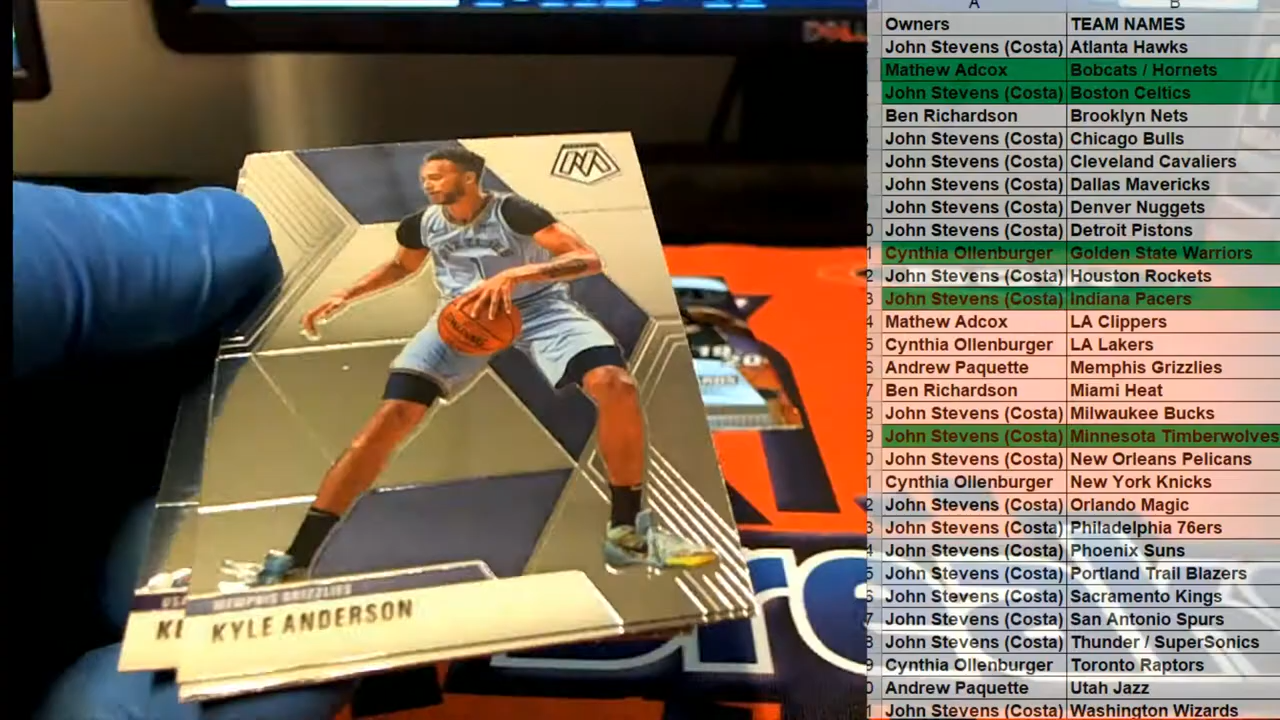 DELL
A B
Owners TEAM NAMES
John Stevens (Costa) Atlanta Hawks
Mathew Adcox Bobcats / Hornets
John Stevens (Costa) Boston Celtics
Ben Richardson Brooklyn Nets
John Stevens (Costa) Chicago Bulls
John Stevens (Costa) Cleveland Cavaliers
John Stevens (Costa) Dallas Mavericks
John Stevens (Costa) Denver Nuggets
John Stevens (Costa) Detroit Pistons
Cynthia Ollenburger Golden State Warriors
John Stevens (Costa) Houston Rockets
John Stevens (Costa) Indiana Pacers
Mathew Adcox LA Clippers
Cynthia Ollenburger LA Lakers
Andrew Paquette Memphis Grizzlies
Ben Richardson Miami Heat
John Stevens (Costa) Milwaukee Bucks
John Stevens (Costa) Minnesota Timberwolves
John Stevens (Costa) New Orleans Pelicans
Cynthia Ollenburger New York Knicks
John Stevens (Costa) Orlando Magic
John Stevens (Costa) Philadelphia 76ers
John Stevens (Costa) Phoenix Suns
John Stevens (Costa) Portland Trail Blazers
John Stevens (Costa) Sacramento Kings
John Stevens (Costa) San Antonio Spurs
John Stevens (Costa) Thunder / SuperSonics
Cynthia Ollenburger Toronto Raptors
Andrew Paquette Utah Jazz
John Stevens (Costa) Washington Wizards
M
1
SPALDING
MEMPHIS GRIZZLIES
KYLE ANDERSON